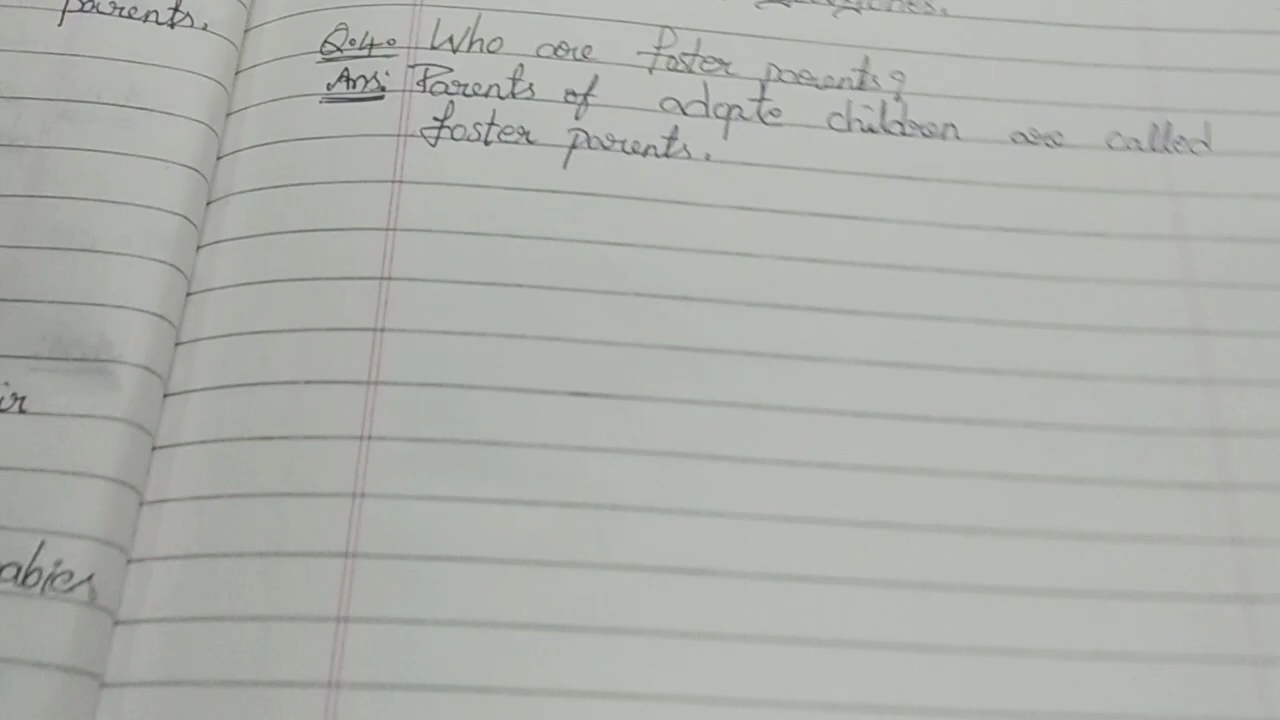 parents.
ir
abies
Q.4. Who are foster parents?
Ans: Parents of adopte children are called
foster parents.